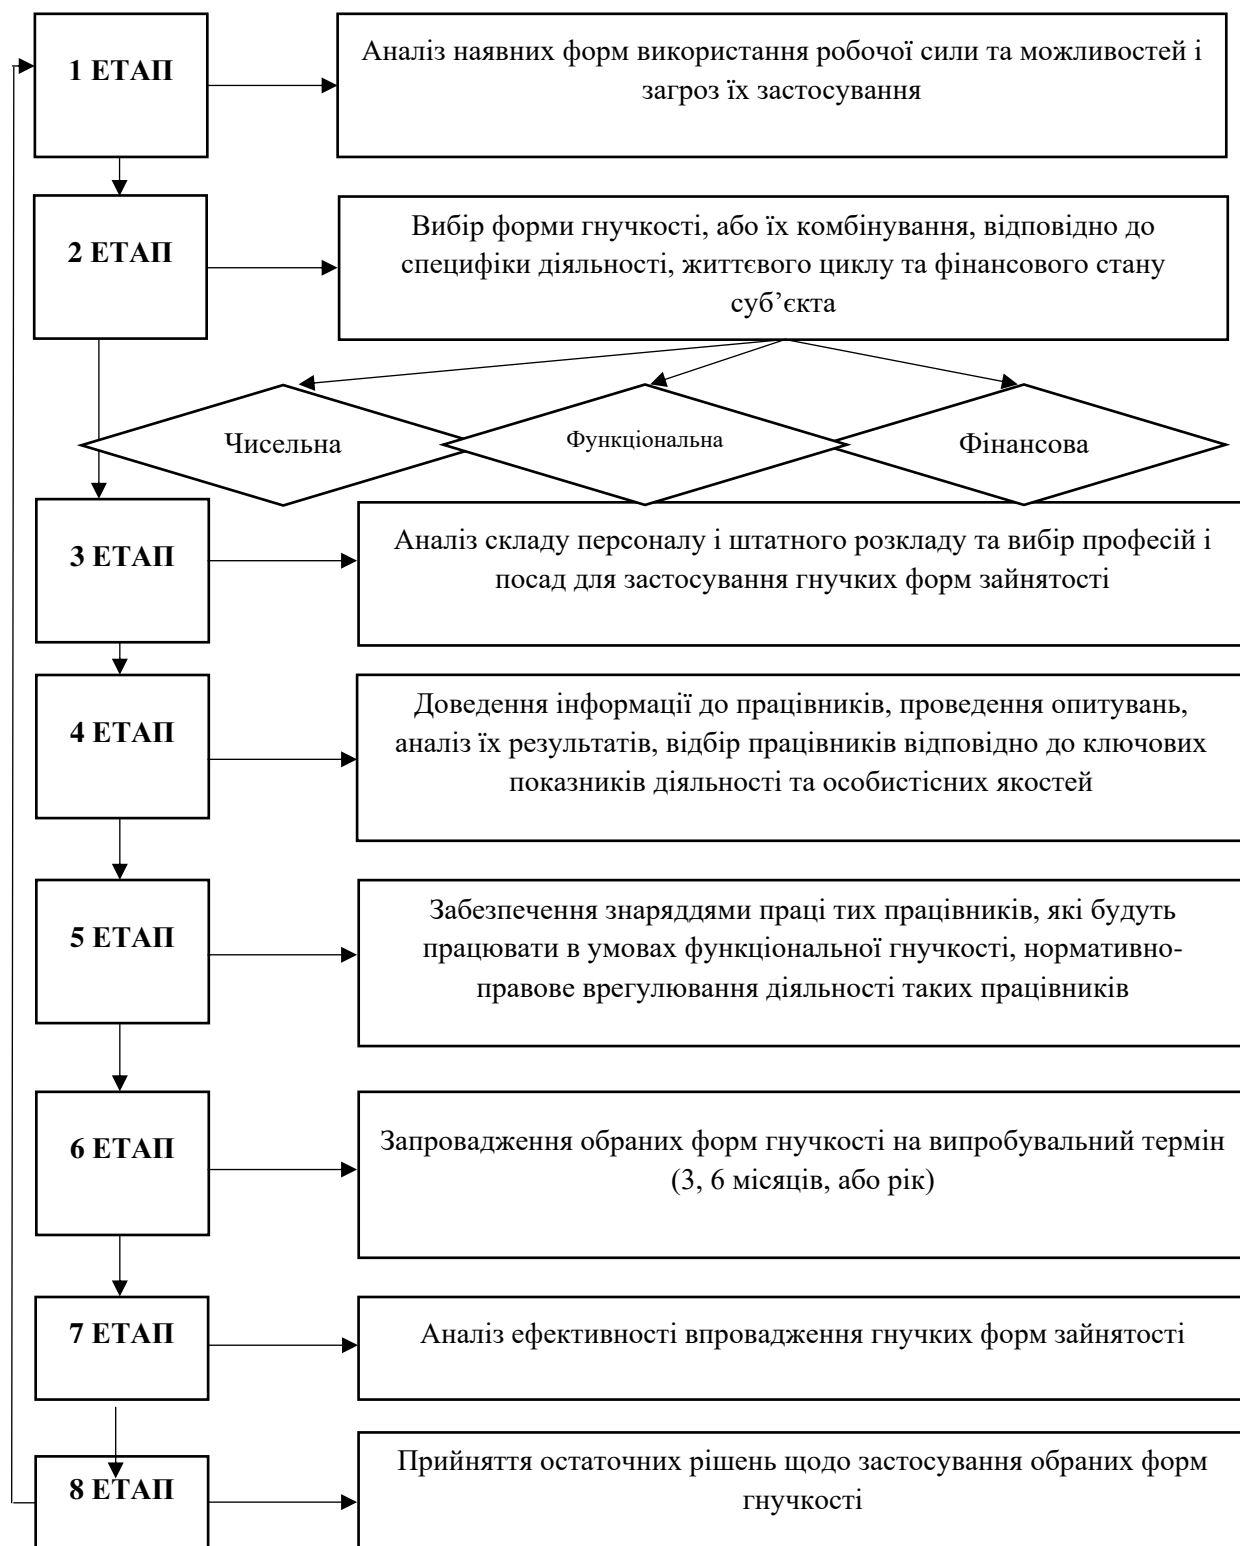 1 ЕТАП
Аналіз наявних форм використання робочої сили та можливостей і
загроз їх застосування
2 ЕТАП
Вибір форми гнучкості, або їх комбінування, відповідно до
специфіки діяльності, життєвого циклу та фінансового стану
суб’єкта
Чисельна
Функціональна
Фінансова
3 ЕТАП
Аналіз складу персоналу і штатного розкладу та вибір професій і
посад для застосування гнучких форм зайнятості
4 ЕТАП
Доведення інформації до працівників, проведення опитувань,
аналіз їх результатів, відбір працівників відповідно до ключових
показників діяльності та особистісних якостей
5 ЕТАП
Забезпечення знаряддями праці тих працівників, які будуть
працювати в умовах функціональної гнучкості, нормативно-
правове врегулювання діяльності таких працівників
6 ЕТАП
Запровадження обраних форм гнучкості на випробувальний термін
(3, 6 місяців, або рік)
7 ЕТАП
Аналіз ефективності впровадження гнучких форм зайнятості
8 ЕТАП
Прийняття остаточних рішень щодо застосування обраних форм
гнучкості